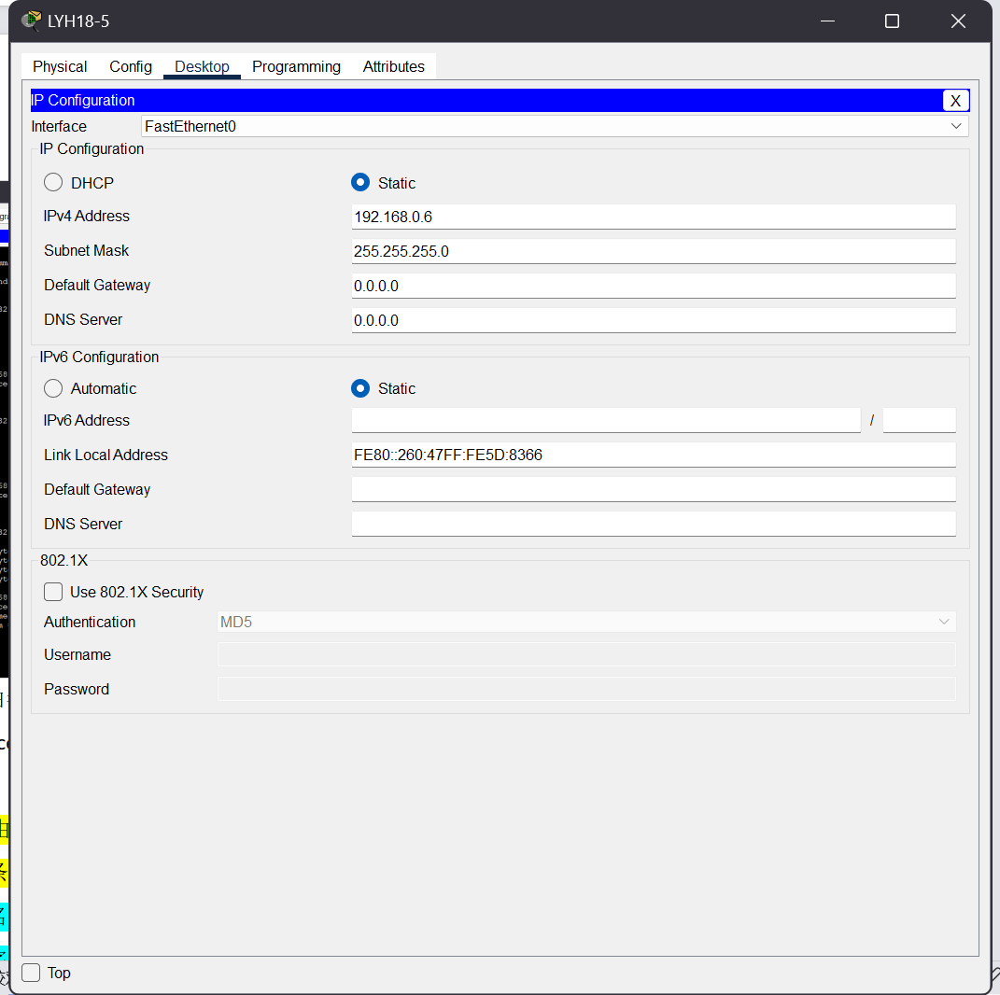 LYH18-5
Physical Config Desktop Programming Attributes
IP Configuration X
Interface FastEthernet0
IP Configuration
DHCP Static
IPv4 Address 192.168.0.6
Subnet Mask 255.255.255.0
Default Gateway 0.0.0.0
DNS Server 0.0.0.0
IPv6 Configuration
Automatic Static
IPv6 Address /
Link Local Address FE80::260:47FF:FE5D:8366
Default Gateway
DNS Server
802.1X
Use 802.1X Security
Authentication MD5
Username
Password
Top